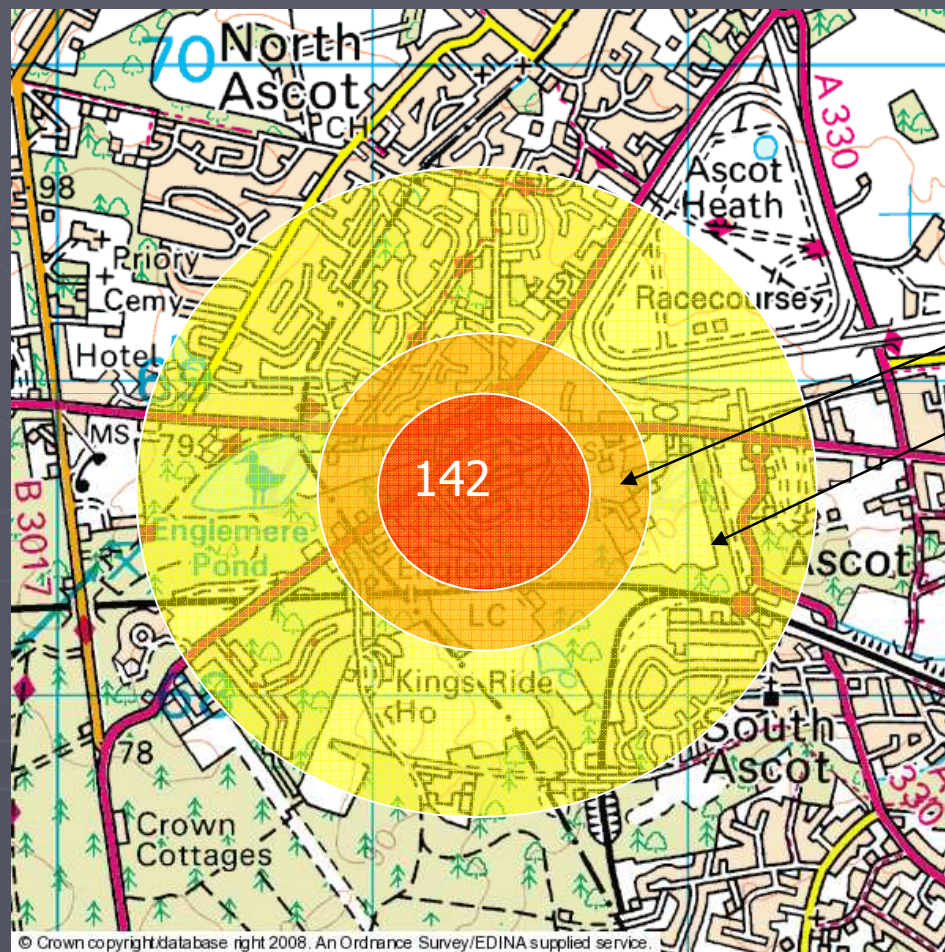 70
North
Ascot
CH
A 330
98
Ascot
Heath
Priory
Cemy
Racecourse
Hotel
MS
79
142
B 3017
Englemere
Pond
Ascot
LC
Kings Ride
Ho
South
Ascot
78
330
Crown
Cottages
© Crown copyright/database right 2008. An Ordnance Survey/EDINA supplied service.